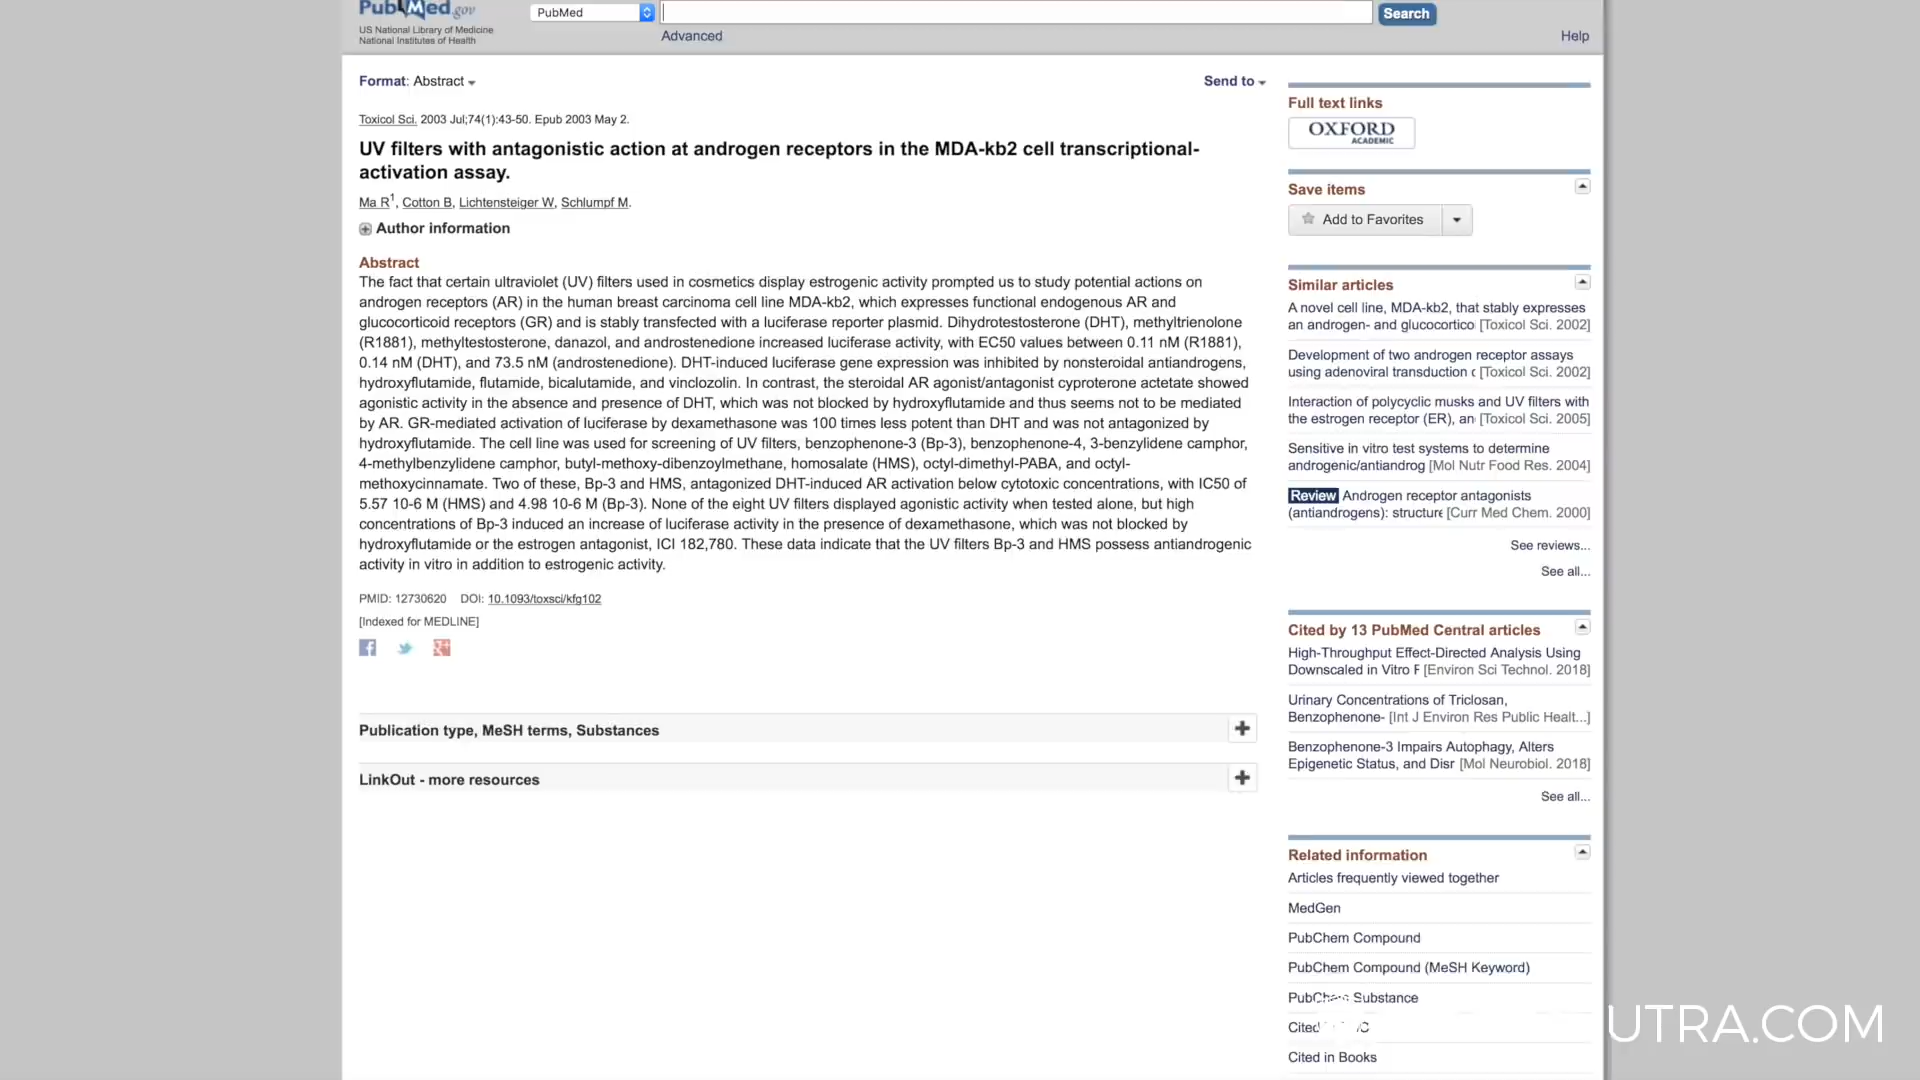 PubMed.gov
US National Library of Medicine
National Institutes of Health
PubMed
Search
Advanced
Help
Format: Abstract
Send to
Toxicol Sci. 2003 Jul;74(1):43-50. Epub 2003 May 2.
UV filters with antagonistic action at androgen receptors in the MDA-kb2 cell transcriptional-
activation assay.
Ma R1, Cotton B, Lichtensteiger W, Schlumpf M.
Author information
Abstract
The fact that certain ultraviolet (UV) filters used in cosmetics display estrogenic activity prompted us to study potential actions on
androgen receptors (AR) in the human breast carcinoma cell line MDA-kb2, which expresses functional endogenous AR and
glucocorticoid receptors (GR) and is stably transfected with a luciferase reporter plasmid. Dihydrotestosterone (DHT), methyltrienolone
(R1881), methyltestosterone, danazol, and androstenedione increased luciferase activity, with EC50 values between 0.11 nM (R1881),
0.14 nM (DHT), and 73.5 nM (androstenedione). DHT-induced luciferase gene expression was inhibited by nonsteroidal antiandrogens,
hydroxyflutamide, flutamide, bicalutamide, and vinclozolin. In contrast, the steroidal AR agonist/antagonist cyproterone actetate showed
agonistic activity in the absence and presence of DHT, which was not blocked by hydroxyflutamide and thus seems not to be mediated
by AR. GR-mediated activation of luciferase by dexamethasone was 100 times less potent than DHT and was not antagonized by
hydroxyflutamide. The cell line was used for screening of UV filters, benzophenone-3 (Bp-3), benzophenone-4, 3-benzylidene camphor,
4-methylbenzylidene camphor, butyl-methoxy-dibenzoylmethane, homosalate (HMS), octyl-dimethyl-PABA, and octyl-
methoxycinnamate. Two of these, Bp-3 and HMS, antagonized DHT-induced AR activation below cytotoxic concentrations, with IC50 of
5.57 10-6 M (HMS) and 4.98 10-6 M (Bp-3). None of the eight UV filters displayed agonistic activity when tested alone, but high
concentrations of Bp-3 induced an increase of luciferase activity in the presence of dexamethasone, which was not blocked by
hydroxyflutamide or the estrogen antagonist, ICI 182,780. These data indicate that the UV filters Bp-3 and HMS possess antiandrogenic
activity in vitro in addition to estrogenic activity.
PMID: 12730620 DOI: 10.1093/toxsci/kfg102
[Indexed for MEDLINE]
Publication type, MeSH terms, Substances
LinkOut - more resources
Full text links
OXFORD
ACADEMIC
Save items
Add to Favorites
Similar articles
A novel cell line, MDA-kb2, that stably expresses
an androgen- and glucocortico [Toxicol Sci. 2002]
Development of two androgen receptor assays
using adenoviral transduction c [Toxicol Sci. 2002]
Interaction of polycyclic musks and UV filters with
the estrogen receptor (ER), an [Toxicol Sci. 2005]
Sensitive in vitro test systems to determine
androgenic/antiandrog [Mol Nutr Food Res. 2004]
Review Androgen receptor antagonists
(antiandrogens): structure [Curr Med Chem. 2000]
See reviews...
See all...
Cited by 13 PubMed Central articles
High-Throughput Effect-Directed Analysis Using
Downscaled in Vitro F [Environ Sci Technol. 2018]
Urinary Concentrations of Triclosan,
Benzophenone- [Int J Environ Res Public Healt...]
Benzophenone-3 Impairs Autophagy, Alters
Epigenetic Status, and Disr [Mol Neurobiol. 2018]
See all...
Related information
Articles frequently viewed together
MedGen
PubChem Compound
PubChem Compound (MeSH Keyword)
PubChem Substance
Cited
Cited in Books
UTRA.COM